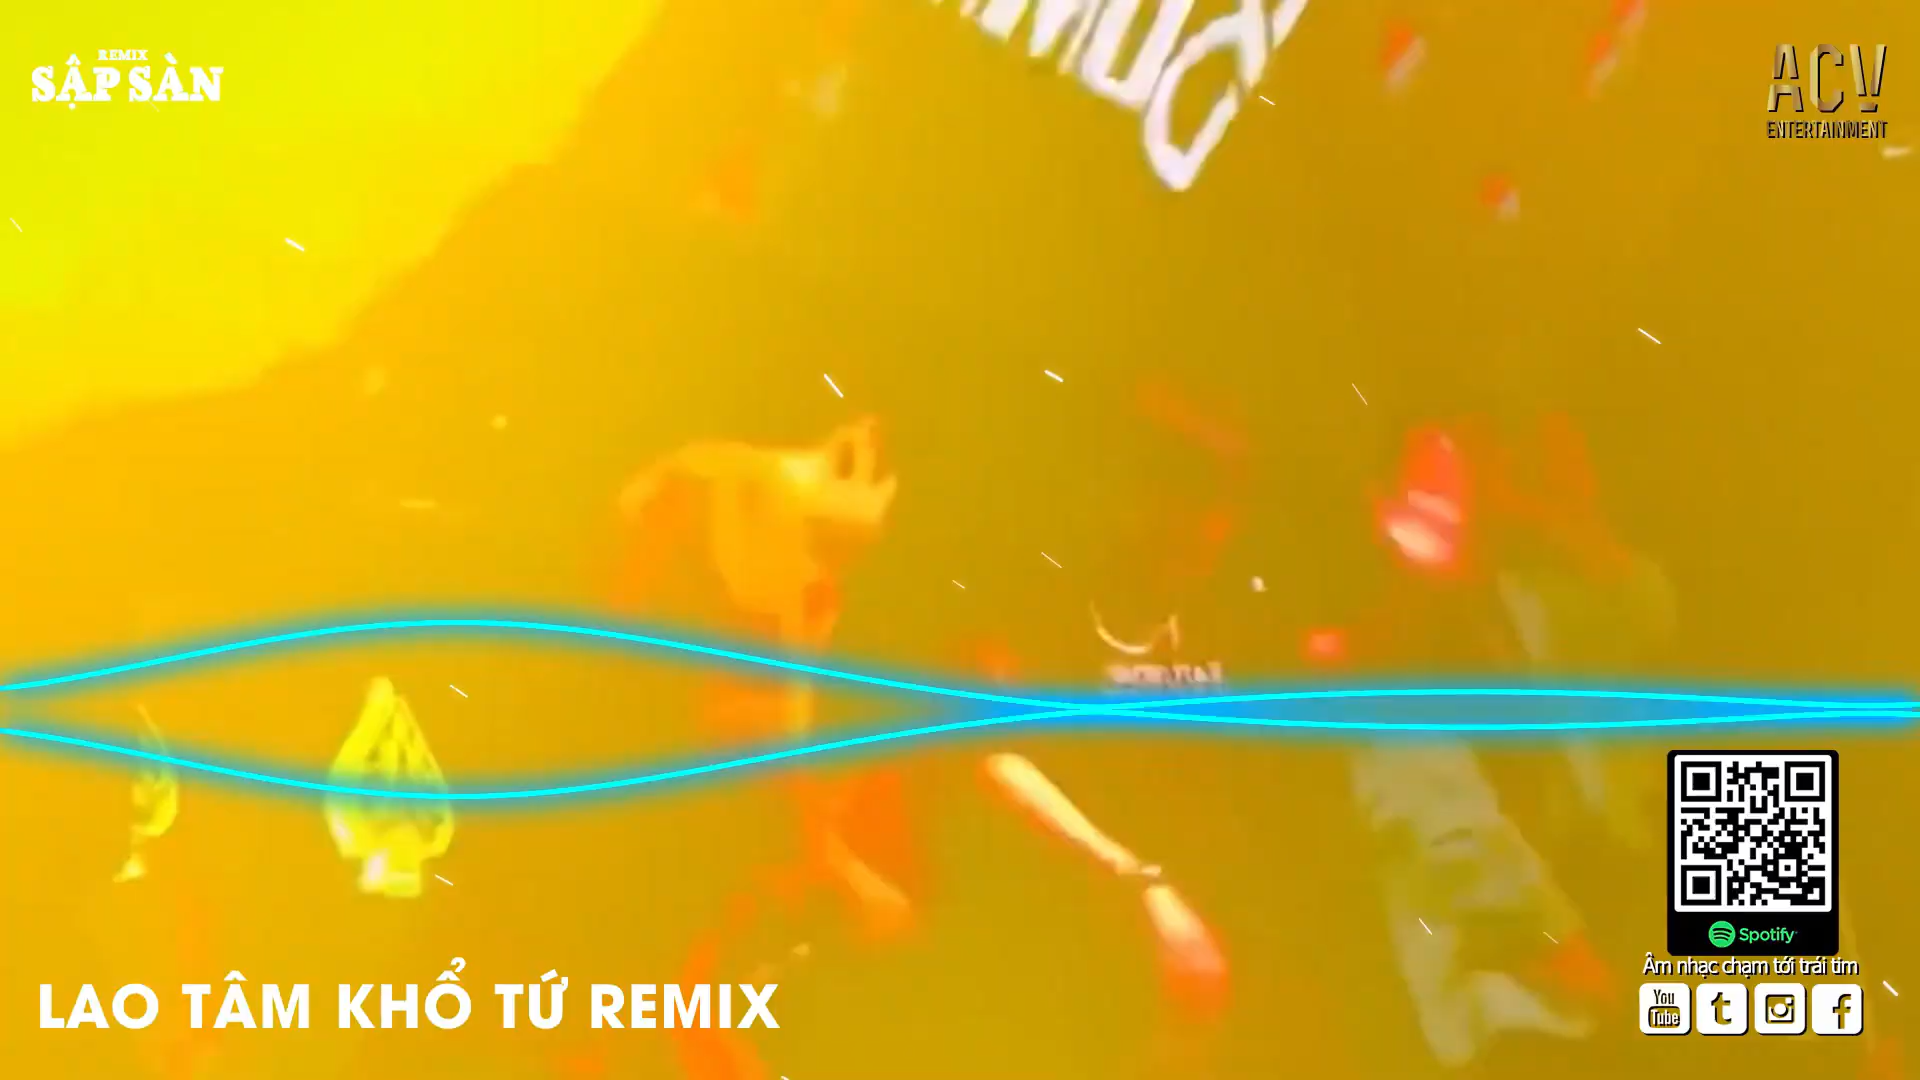 REMIX
SẬP SÀN
ACV
ENTERTAINMENT
Spotify
Âm nhạc chạm tới trái tim
You
Tube
LAO TÂM KHỔ TỨ REMIX